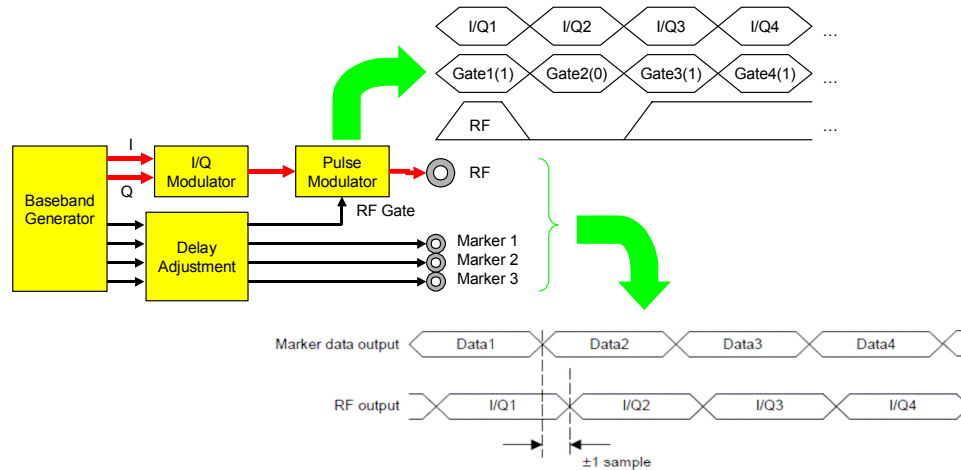 I/Q1 I/Q2 I/Q3 I/Q4 ...
Gate1(1) Gate2(0) Gate3(1) Gate4(1) ...
RF ...
I
Q
Baseband
Generator
I/Q
Modulator
Pulse
Modulator
RF
RF Gate
Delay
Adjustment
Marker 1
Marker 2
Marker 3
Marker data output Data1 Data2 Data3 Data4
RF output I/Q1 I/Q2 I/Q3 I/Q4
±1 sample